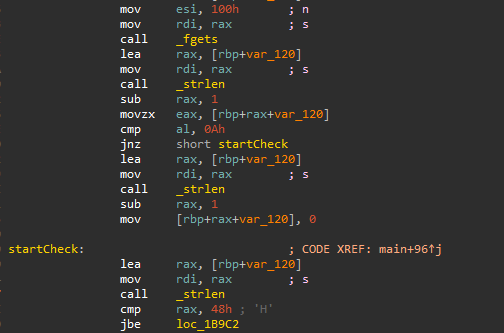 mov esi, 100h ; n
mov rdi, rax ; s
call _fgets
lea rax, [rbp+var_120]
mov rdi, rax ; s
call _strlen
sub rax, 1
movzx eax, [rbp+rax+var_120]
cmp al, 0Ah
jnz short startCheck
lea rax, [rbp+var_120]
mov rdi, rax ; s
call _strlen
sub rax, 1
mov [rbp+rax+var_120], 0
startCheck: ; CODE XREF: main+96↑j
lea rax, [rbp+var_120]
mov rdi, rax ; s
call _strlen
cmp rax, 48h ; 'H'
jbe loc_1B9C2